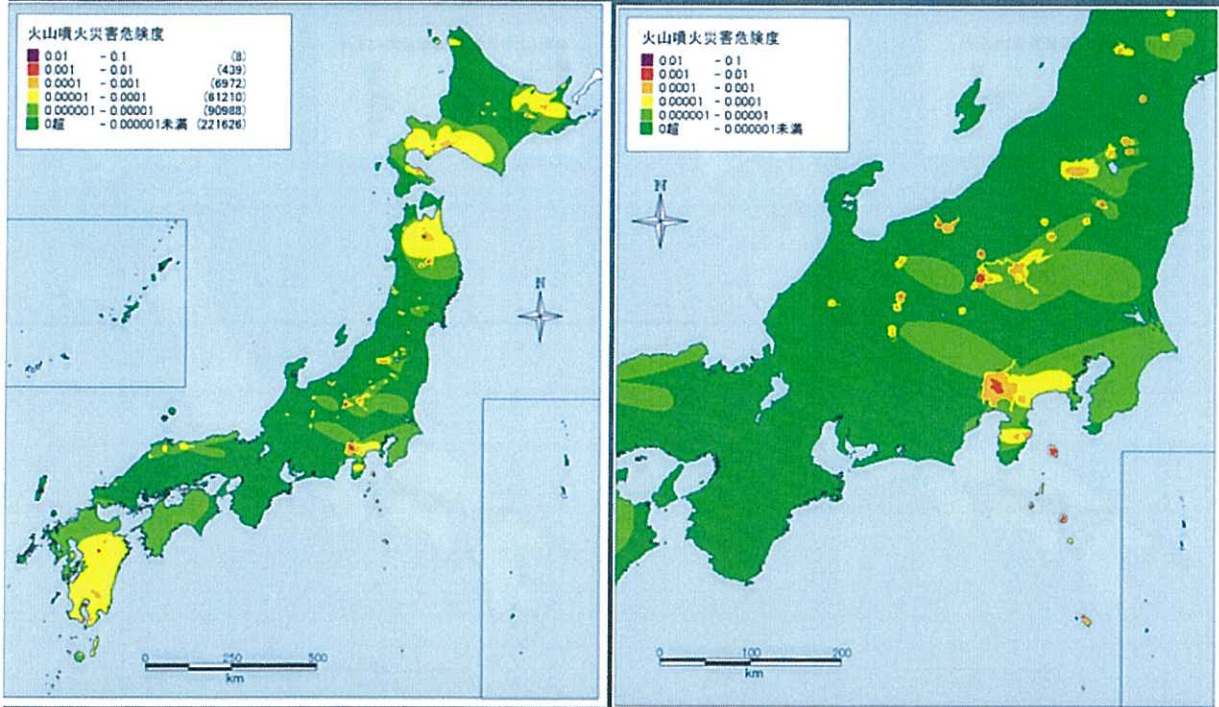 火山噴火災害危険度
0.01 - 0.1 (8)
0.001 - 0.01 (439)
0.0001 - 0.001 (6972)
0.00001 - 0.0001 (61210)
0.000001 - 0.00001 (90988)
0超 - 0.000001未満 (221626)
N
0 250 500
km
火山噴火災害危険度
0.01 - 0.1
0.001 - 0.01
0.0001 - 0.001
0.00001 - 0.0001
0.000001 - 0.00001
0超 - 0.000001未満
N
0 100 200
km